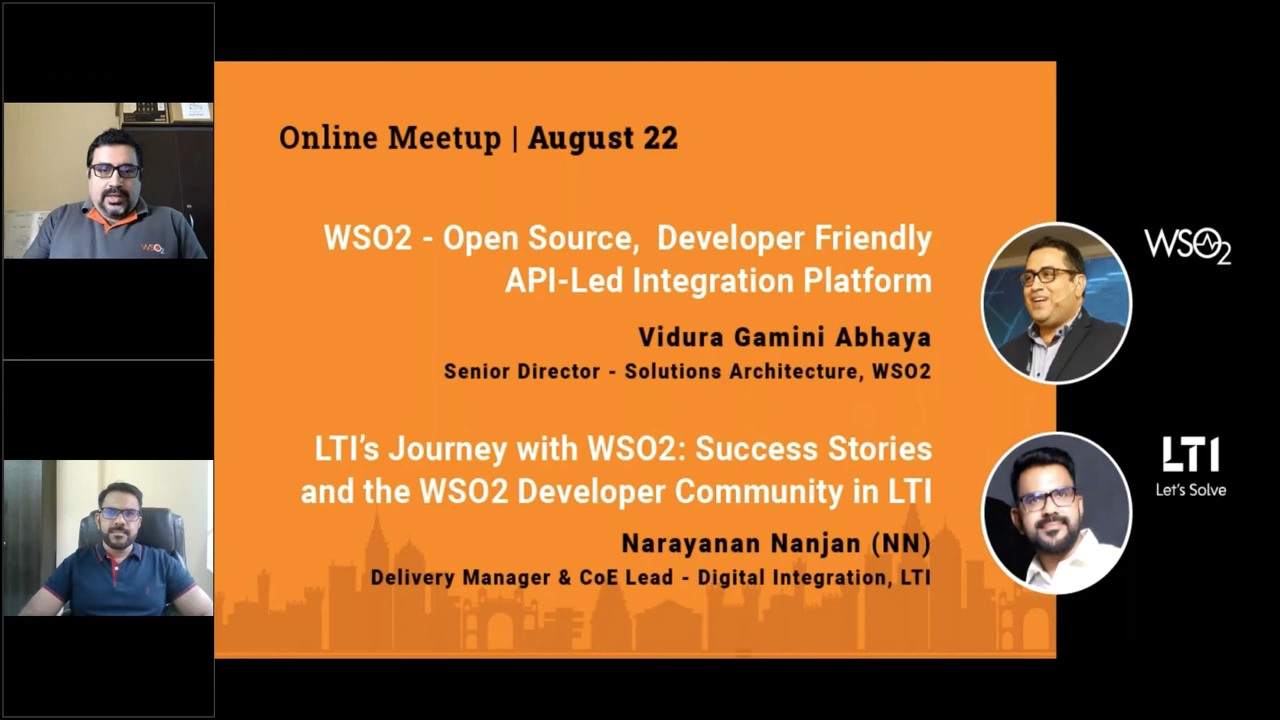 Online Meetup | August 22
WSO2 - Open Source, Developer Friendly
API-Led Integration Platform
Vidura Gamini Abhaya
Senior Director - Solutions Architecture, WSO2
WSO2
LTI's Journey with WSO2: Success Stories
and the WSO2 Developer Community in LTI
Narayanan Nanjan (NN)
Delivery Manager & CoE Lead - Digital Integration, LTI
LTI
Let's Solve
WSO2